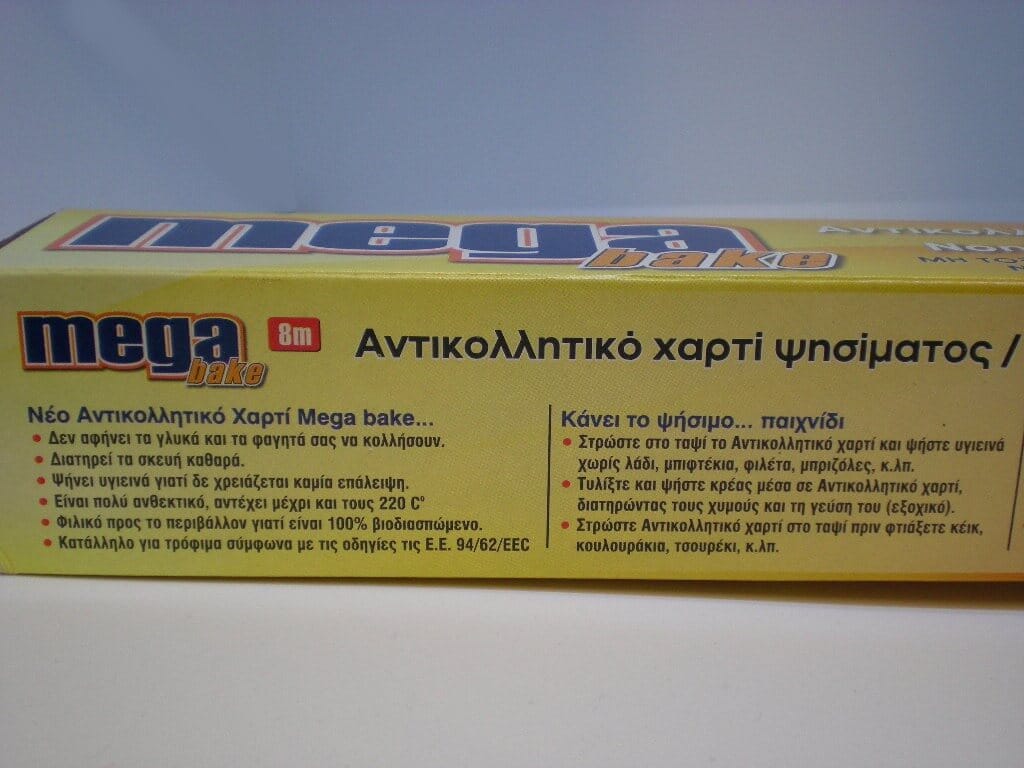 mega
bake
Αντικολλ
Non
ΜΗ ΤΟΞ
mega
bake
8m
Αντικολλητικό χαρτί ψησίματος /
Νέο Αντικολλητικό Χαρτί Mega bake...
• Δεν αφήνει τα γλυκά και τα φαγητά σας να κολλήσουν.
• Διατηρεί τα σκευή καθαρά.
• Ψήνει υγιεινά γιατί δε χρειάζεται καμία επάλειψη.
• Είναι πολύ ανθεκτικό, αντέχει μέχρι και τους 220 C°
• Φιλικό προς το περιβάλλον γιατί είναι 100% βιοδιασπώμενο.
• Κατάλληλο για τρόφιμα σύμφωνα με τις οδηγίες τις Ε.Ε. 94/62/EEC
Κάνει το ψήσιμο... παιχνίδι
• Στρώστε στο ταψί το Αντικολλητικό χαρτί και ψήστε υγιεινά
χωρίς λάδι, μπιφτέκια, φιλέτα, μπριζόλες, κ.λπ.
• Τυλίξτε και ψήστε κρέας μέσα σε Αντικολλητικό χαρτί,
διατηρώντας τους χυμούς και τη γεύση του (εξοχικό).
• Στρώστε Αντικολλητικό χαρτί στο ταψί πριν φτιάξετε κέικ,
κουλουράκια, τσουρέκι, κ.λπ.